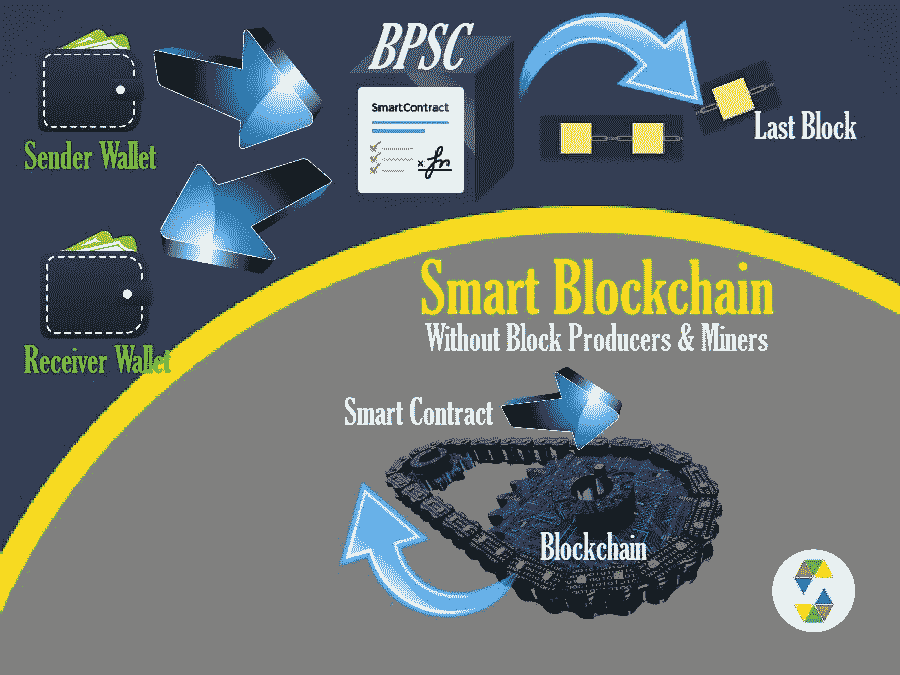 BPSC
SmartContract
Sender Wallet
Last Block
Receiver Wallet
Smart Blockchain
Without Block Producers & Miners
Smart Contract
Blockchain